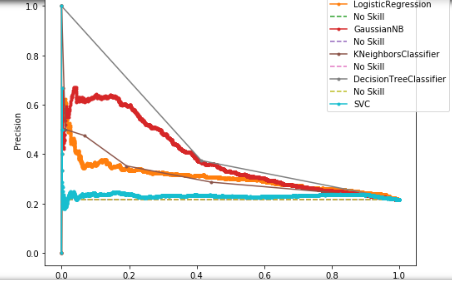 LogisticRegression
No Skill
GaussianNB
No Skill
KNeighborsClassifier
No Skill
DecisionTreeClassifier
No Skill
SVC
Precision
1.0
0.8
0.6
0.4
0.2
0.0
0.0 0.2 0.4 0.6 0.8 1.0